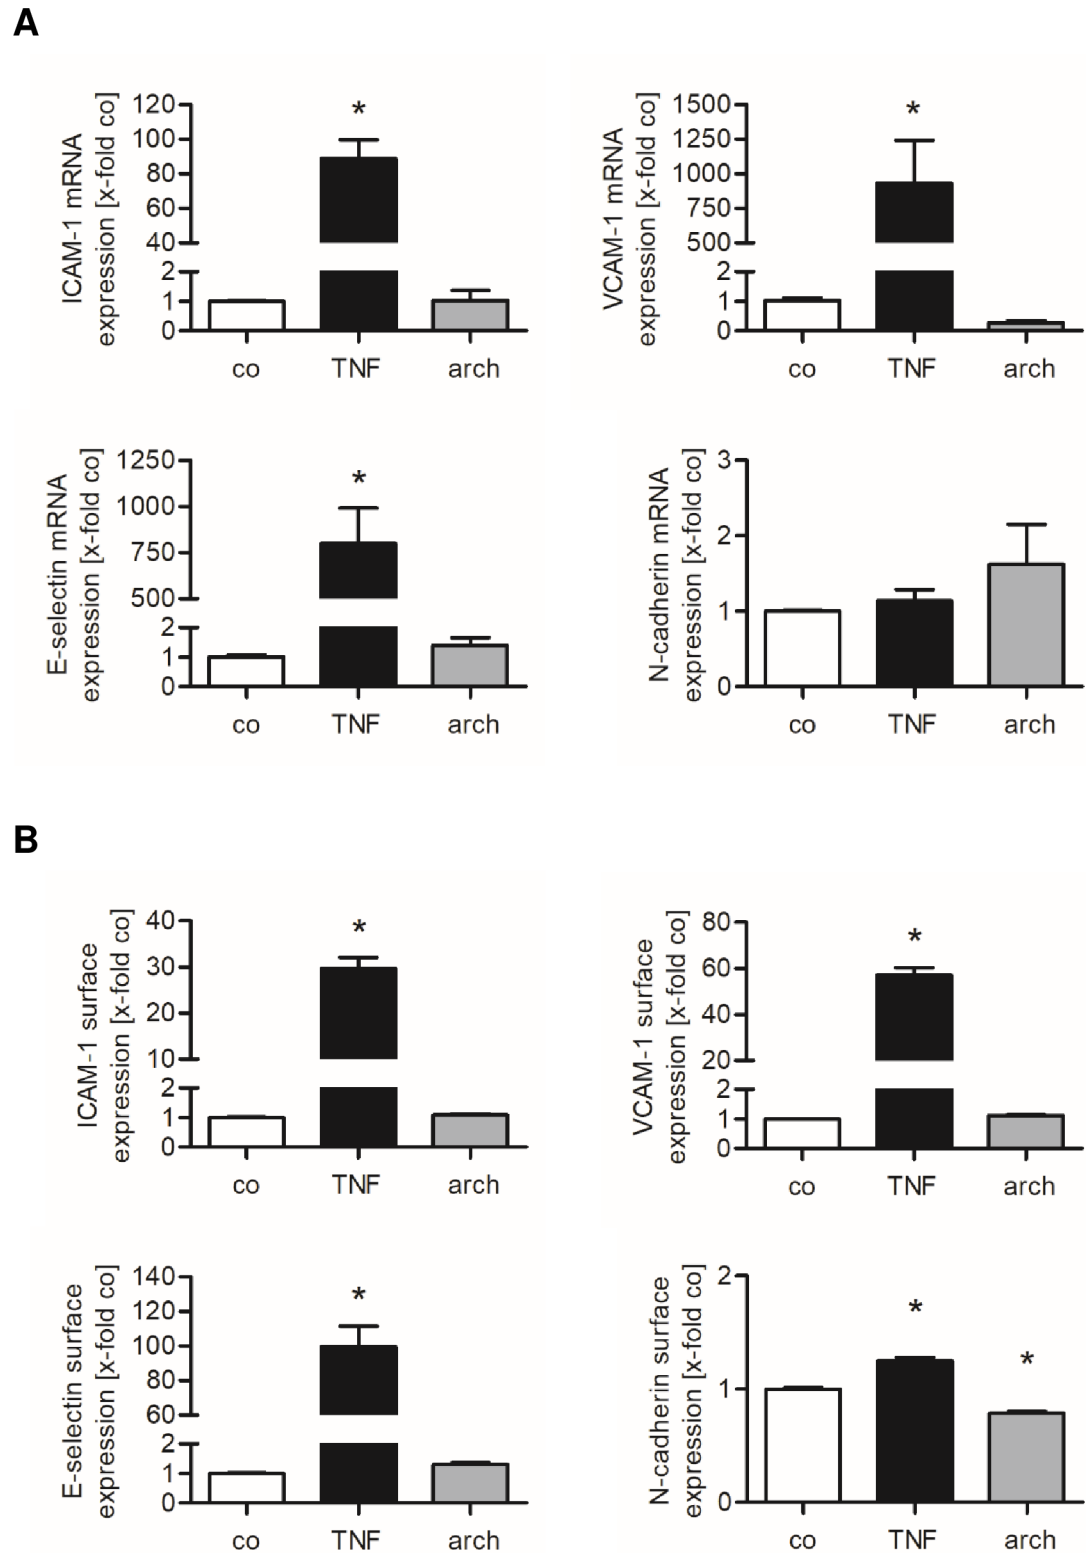 A
ICAM-1 mRNA
expression [x-fold co]
120
100
80
60
40
2
1
0
*
co TNF arch
VCAM-1 mRNA
expression [x-fold co]
1500
1250
1000
750
500
2
1
0
*
co TNF arch
E-selectin mRNA
expression [x-fold co]
1250
1000
750
500
2
1
0
*
co TNF arch
N-cadherin mRNA
expression [x-fold co]
3
2
1
0
co TNF arch
B
ICAM-1 surface
expression [x-fold co]
40
30
20
10
2
1
0
*
co TNF arch
VCAM-1 surface
expression [x-fold co]
80
60
40
20
2
1
0
*
co TNF arch
E-selectin surface
expression [x-fold co]
140
120
100
80
60
2
1
0
*
co TNF arch
N-cadherin surface
expression [x-fold co]
2
1
0
*
*
co TNF arch